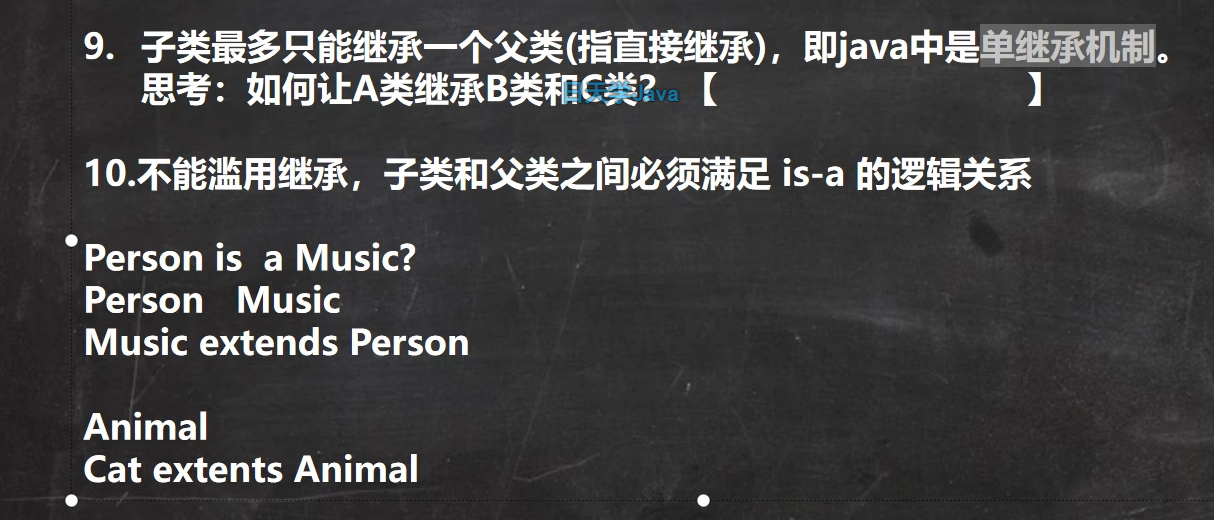 9. 子类最多只能继承一个父类(指直接继承)，即java中是单继承机制。
思考：如何让A类继承B类和C类？ 【 】
10.不能滥用继承，子类和父类之间必须满足 is-a 的逻辑关系
Person is a Music?
Person Music
Music extends Person
Animal
Cat extents Animal